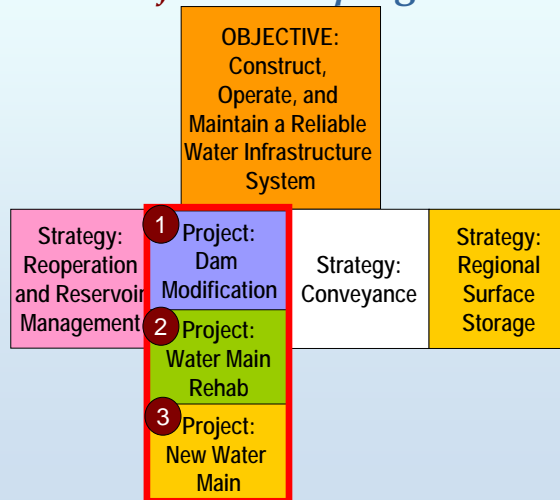 OBJECTIVE:
Construct,
Operate, and
Maintain a Reliable
Water Infrastructure
System
Strategy:
Reoperation
and Reservoir
Management
1
Project:
Dam
Modification
2
Project:
Water Main
Rehab
3
Project:
New Water
Main
Strategy:
Conveyance
Strategy:
Regional
Surface
Storage